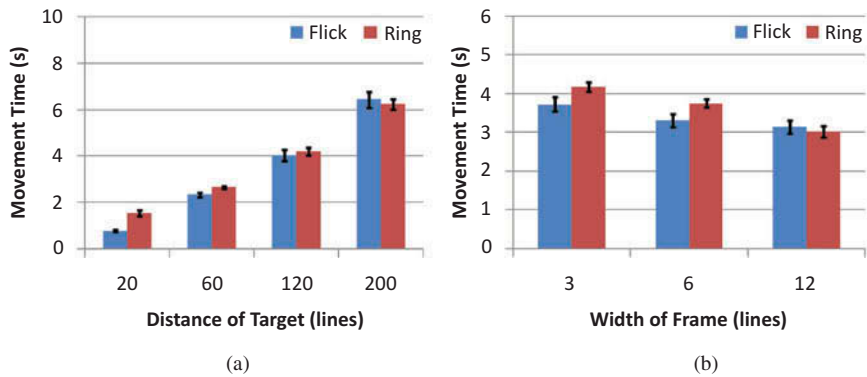 10
8
6
4
2
0
Movement Time (s)
Flick Ring
20 60 120 200
Distance of Target (lines)
(a)
6
5
4
3
2
1
0
Movement Time (s)
Flick Ring
3 6 12
Width of Frame (lines)
(b)